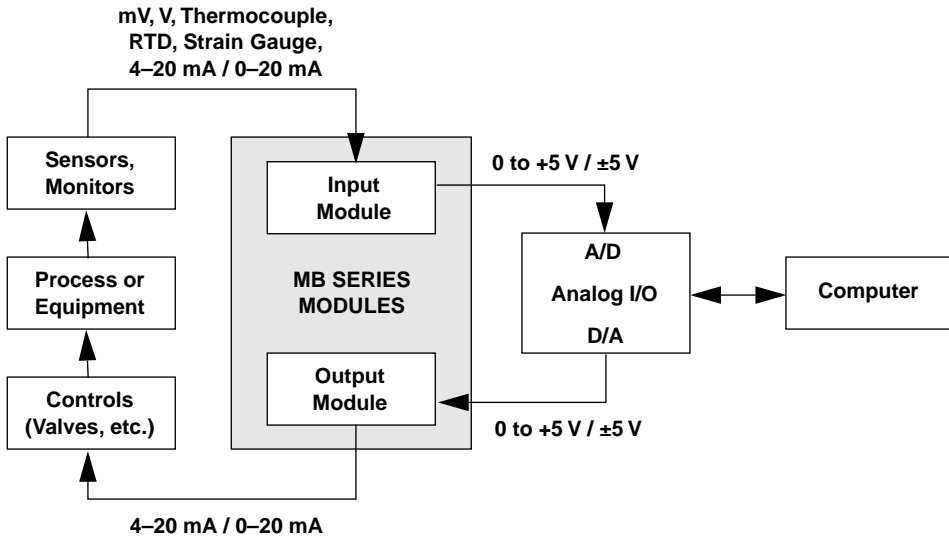 mV, V, Thermocouple,
RTD, Strain Gauge,
4–20 mA / 0–20 mA
Sensors,
Monitors
Process or
Equipment
Controls
(Valves, etc.)
Input
Module
MB SERIES
MODULES
Output
Module
0 to +5 V / ±5 V
A/D
Analog I/O
D/A
Computer
0 to +5 V / ±5 V
4–20 mA / 0–20 mA